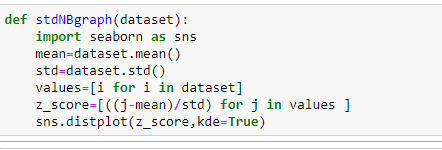 def stdNBgraph(dataset):
    import seaborn as sns
    mean=dataset.mean()
    std=dataset.std()
    values=[i for i in dataset]
    z_score=[((j-mean)/std) for j in values ]
    sns.distplot(z_score,kde=True)